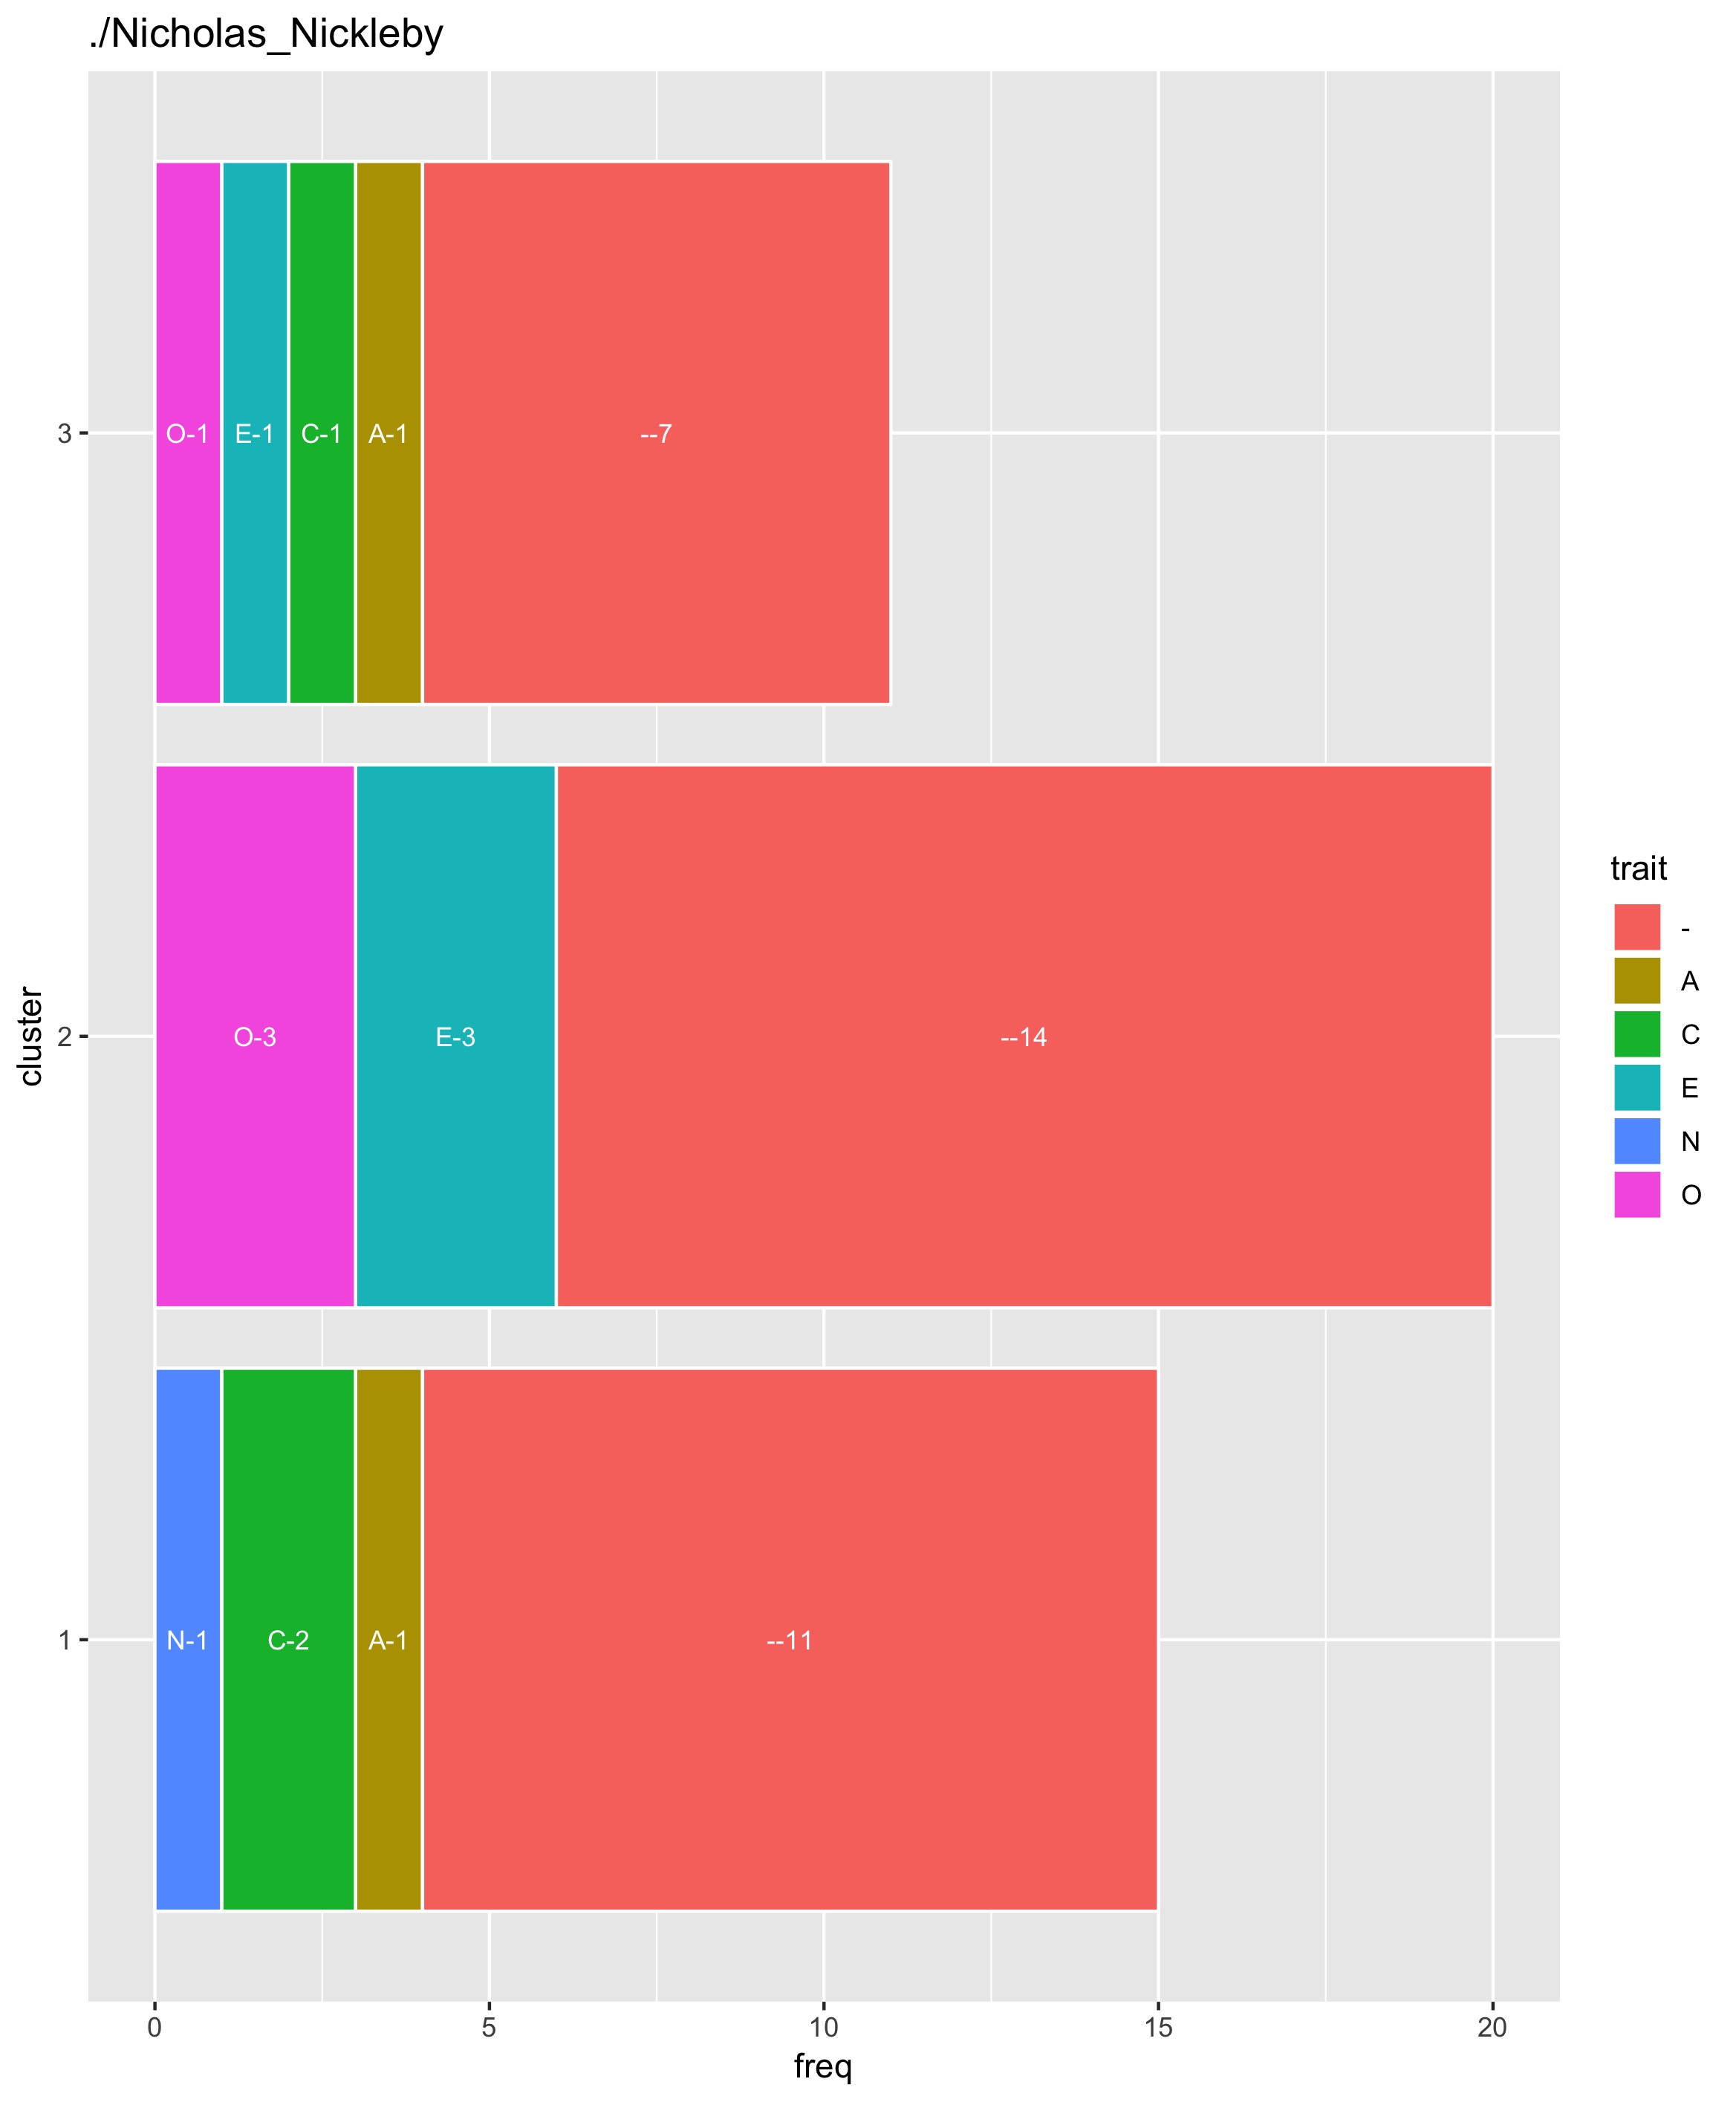 ./Nicholas_Nickleby
3
O-1
E-1
C-1
A-1
--7
2
O-3
E-3
--14
1
N-1
C-2
A-1
--11
cluster
0
5
10
15
20
freq
trait
-
A
C
E
N
O